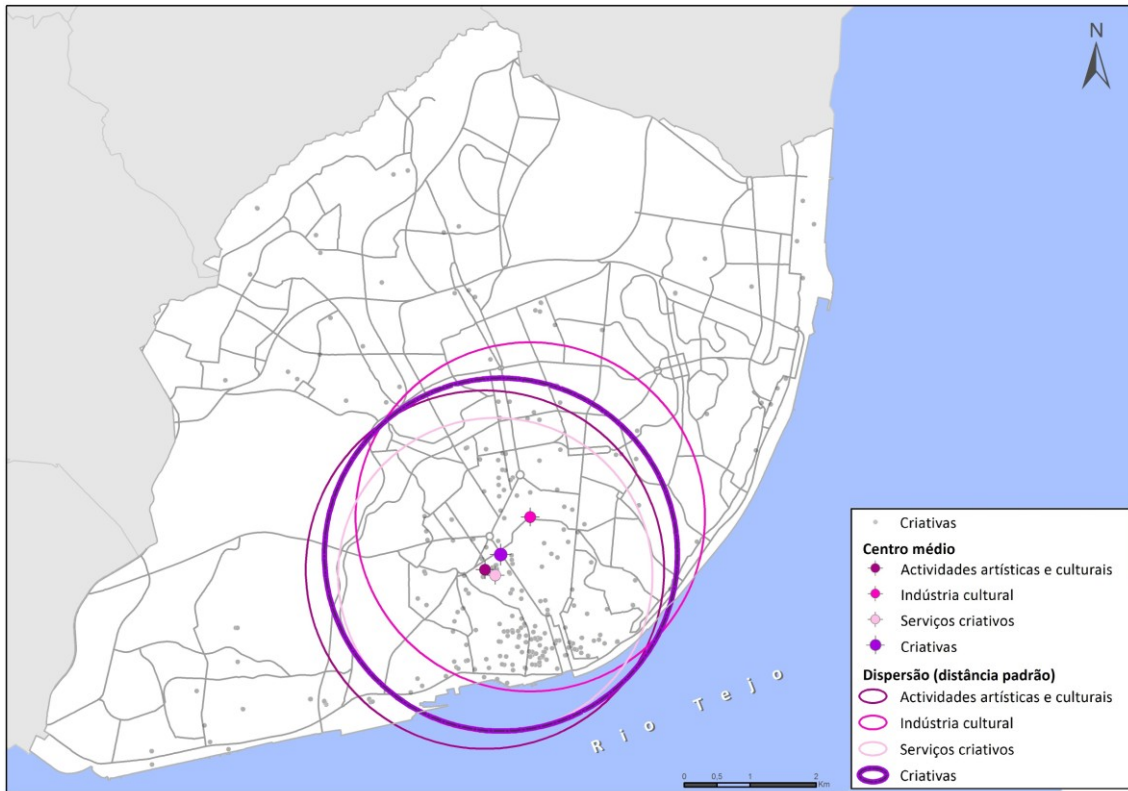 N
Criativas
Centro médio
Actividades artísticas e culturais
Indústria cultural
Serviços criativos
Criativas
Dispersão (distância padrão)
Actividades artísticas e culturais
Indústria cultural
Serviços criativos
Criativas
Rio Tejo
0 0,5 1 2
Km